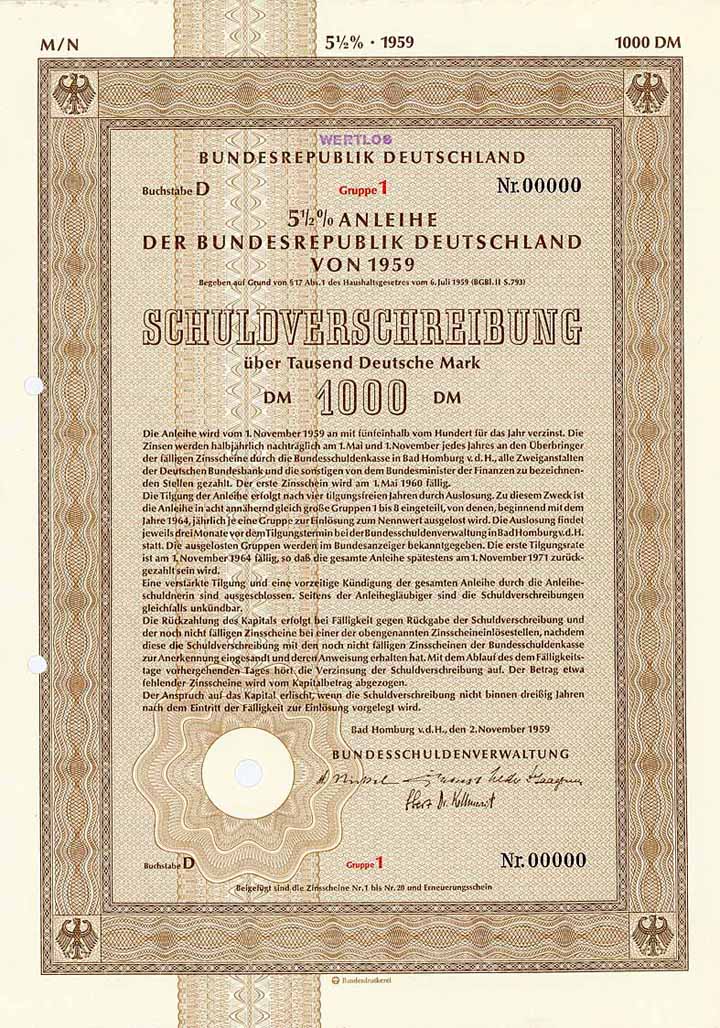 M/N 5½% · 1959 1000 DM
WERTLOS
BUNDESREPUBLIK DEUTSCHLAND
Buchstabe D Gruppe 1 Nr. 00000
5½% ANLEIHE
DER BUNDESREPUBLIK DEUTSCHLAND
VON 1959
Begeben auf Grund von § 17 Abs. 1 des Haushaltsgesetzes vom 6. Juli 1959 (BGBl. II S. 793)
SCHULDVERSCHREIBUNG
über Tausend Deutsche Mark
DM 1000 DM
Die Anleihe wird vom 1. November 1959 an mit fünfeinhalb vom Hundert für das Jahr verzinst. Die
Zinsen werden halbjährlich nachträglich am 1. Mai und 1. November jedes Jahres an den Überbringer
der fälligen Zinsscheine durch die Bundesschuldenkasse in Bad Homburg v. d. H., alle Zweiganstalten
der Deutschen Bundesbank und die sonstigen von dem Bundesminister der Finanzen zu bezeichnen-
den Stellen gezahlt. Der erste Zinsschein wird am 1. Mai 1960 fällig.
Die Tilgung der Anleihe erfolgt nach vier tilgungsfreien Jahren durch Auslosung. Zu diesem Zweck ist
die Anleihe in acht annähernd gleich große Gruppen 1 bis 8 eingeteilt, von denen, beginnend mit dem
Jahre 1964, jährlich je eine Gruppe zur Einlösung zum Nennwert ausgelost wird. Die Auslosung findet
jeweils drei Monate vor dem Tilgungstermin bei der Bundesschuldenverwaltung in Bad Homburg v. d. H.
statt. Die ausgelosten Gruppen werden im Bundesanzeiger bekanntgegeben. Die erste Tilgungsrate
ist am 1. November 1964 fällig, so daß die gesamte Anleihe spätestens am 1. November 1971 zurück-
gezahlt sein wird.
Eine verstärkte Tilgung und eine vorzeitige Kündigung der gesamten Anleihe durch die Anleihe-
schuldnerin sind ausgeschlossen. Seitens der Anleihegläubiger sind die Schuldverschreibungen
gleichfalls unkündbar.
Die Rückzahlung des Kapitals erfolgt bei Fälligkeit gegen Rückgabe der Schuldverschreibung und
der noch nicht fälligen Zinsscheine bei einer der obengenannten Zinsscheineinlösestellen, nachdem
diese die Schuldverschreibung mit den noch nicht fälligen Zinsscheinen der Bundesschuldenkasse
zur Anerkennung eingesandt und deren Anweisung erhalten hat. Mit dem Ablauf des dem Fälligkeits-
tage vorhergehenden Tages hört die Verzinsung der Schuldverschreibung auf. Der Betrag etwa
fehlender Zinsscheine wird vom Kapitalbetrag abgezogen.
Der Anspruch auf das Kapital erlischt, wenn die Schuldverschreibung nicht binnen dreißig Jahren
nach dem Eintritt der Fälligkeit zur Einlösung vorgelegt wird.
Bad Homburg v. d. H., den 2. November 1959
BUNDESSCHULDENVERWALTUNG
Buchstabe D Gruppe 1 Nr. 00000
Beigefügt sind die Zinsscheine Nr. 1 bis Nr. 28 und Erneuerungsschein
Bundesdruckerei